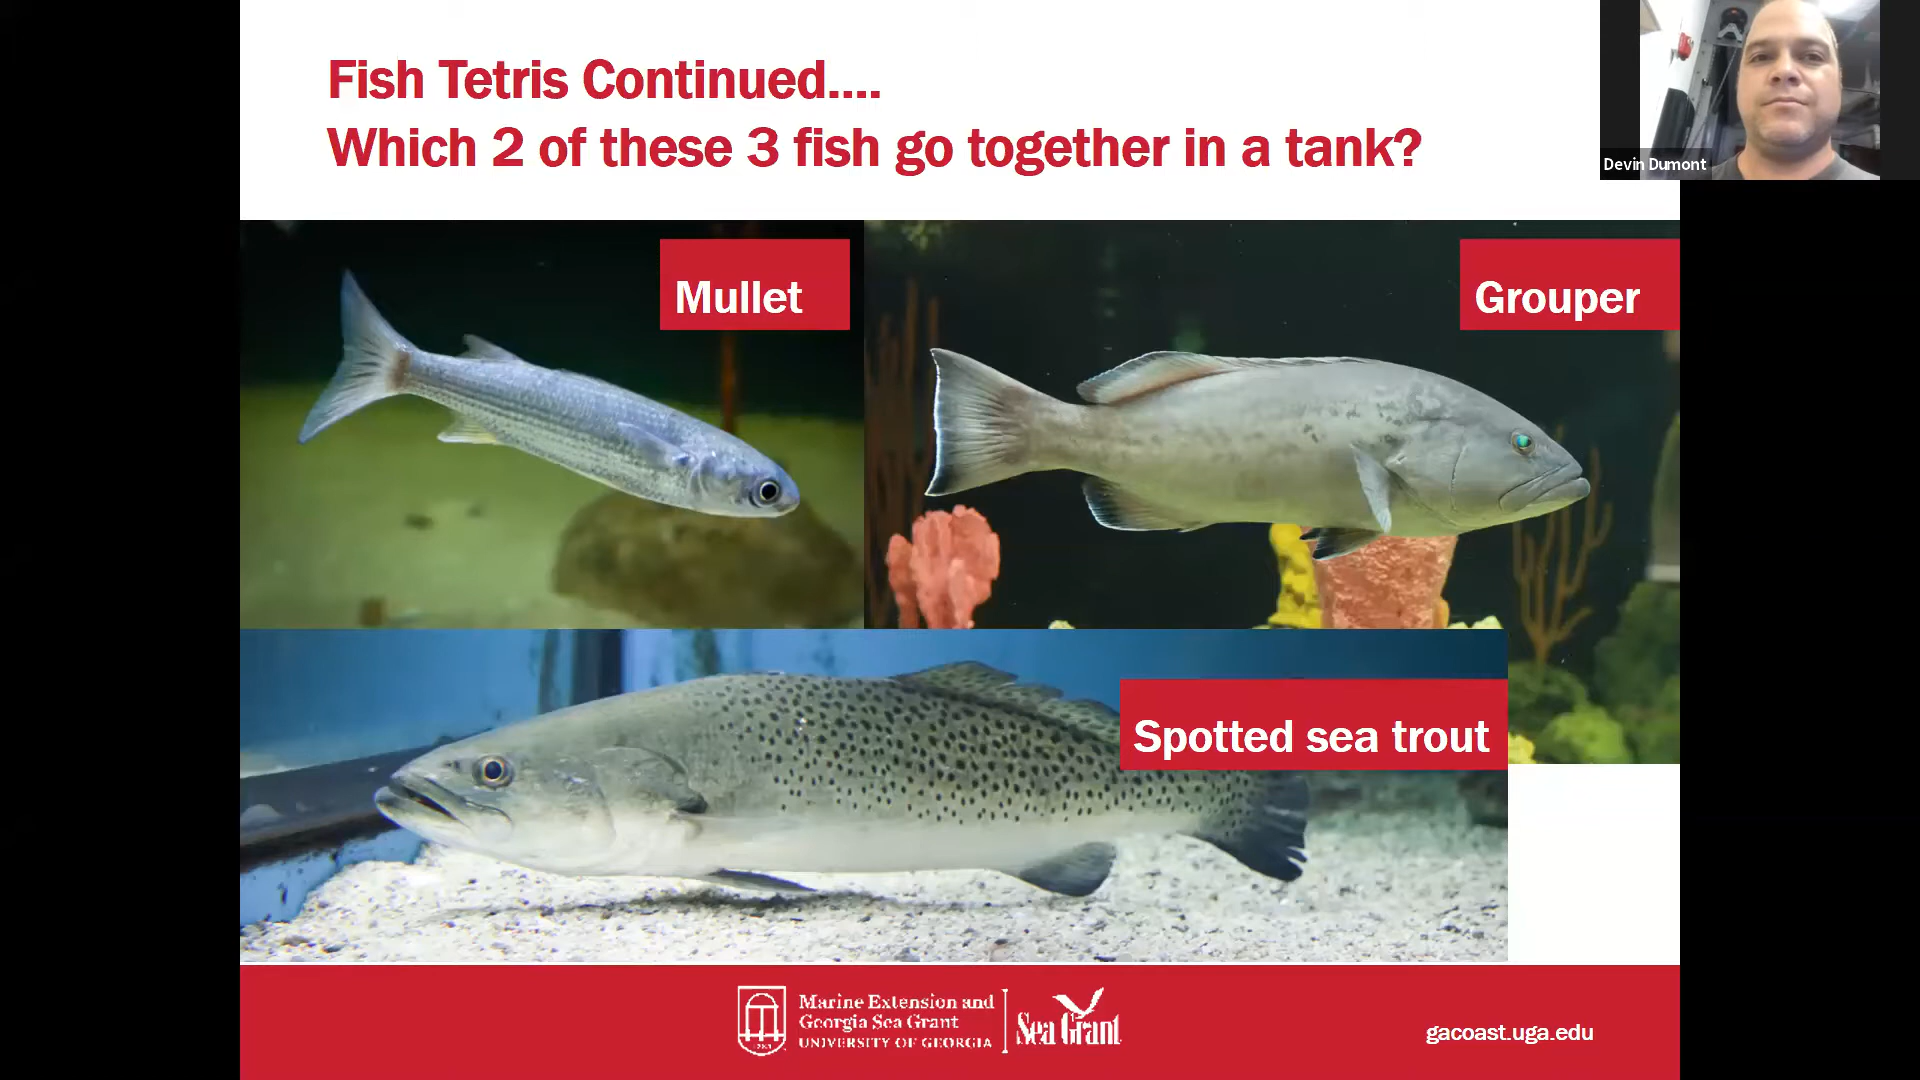 Fish Tetris Continued....
Which 2 of these 3 fish go together in a tank?
Devin Dumont
Mullet
Grouper
Spotted sea trout
Marine Extension and
Georgia Sea Grant
UNIVERSITY OF GEORGIA
Sea Grant
gacoast.uga.edu